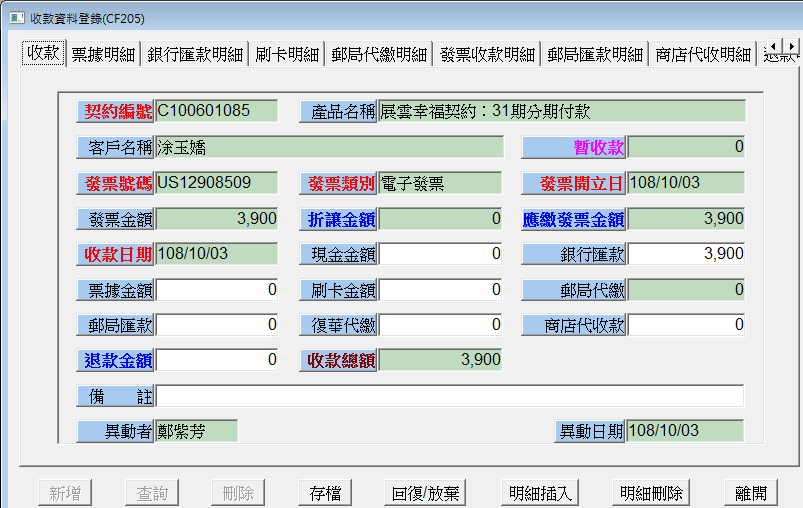 收款資料登錄(CF205)
收款 票據明細 銀行匯款明細 刷卡明細 郵局代繳明細 發票收款明細 郵局匯款明細 商店代收明細 退款
契約編號 C100601085 產品名稱 展雲幸福契約：31期分期付款
客戶名稱 涂玉嬌 暫收款 0
發票號碼 US12908509 發票類別 電子發票 發票開立日 108/10/03
發票金額 3,900 折讓金額 0 應繳發票金額 3,900
收款日期 108/10/03 現金金額 0 銀行匯款 3,900
票據金額 0 刷卡金額 0 郵局代繳 0
郵局匯款 0 復華代繳 0 商店代收款 0
退款金額 0 收款總額 3,900
備 註
異動者 鄭紫芳 異動日期 108/10/03
新增 查詢 刪除 存檔 回復/放棄 明細插入 明細刪除 離開